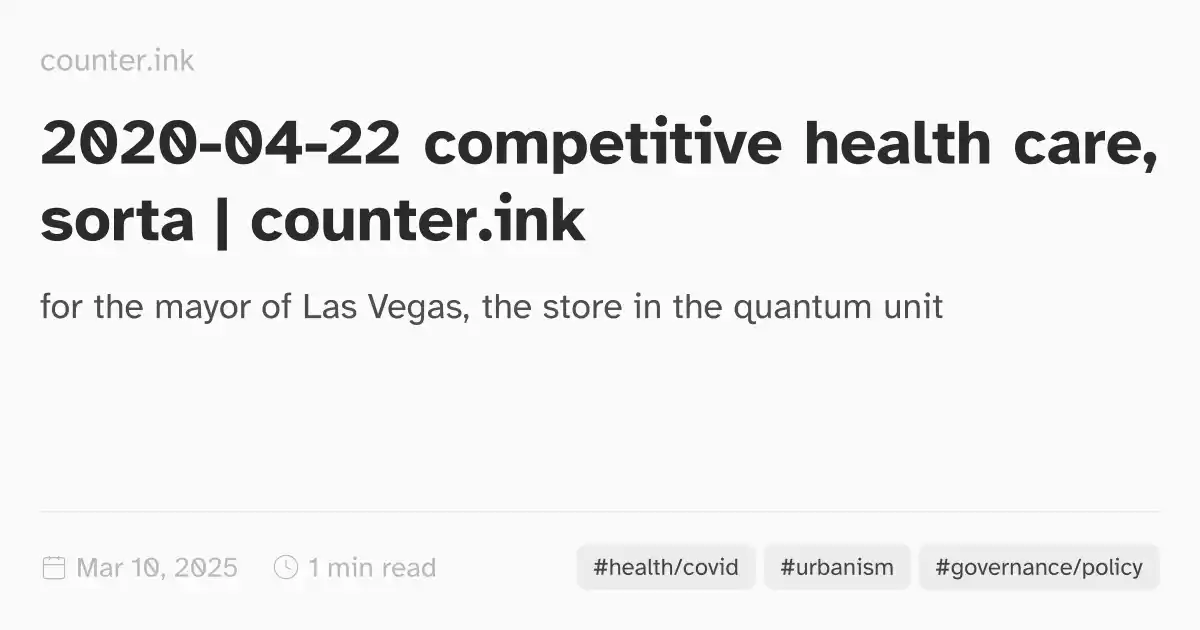 counter.ink
2020-04-22 competitive health care,
sorta | counter.ink
for the mayor of Las Vegas, the store in the quantum unit
Mar 10, 2025 1 min read #health/covid #urbanism #governance/policy